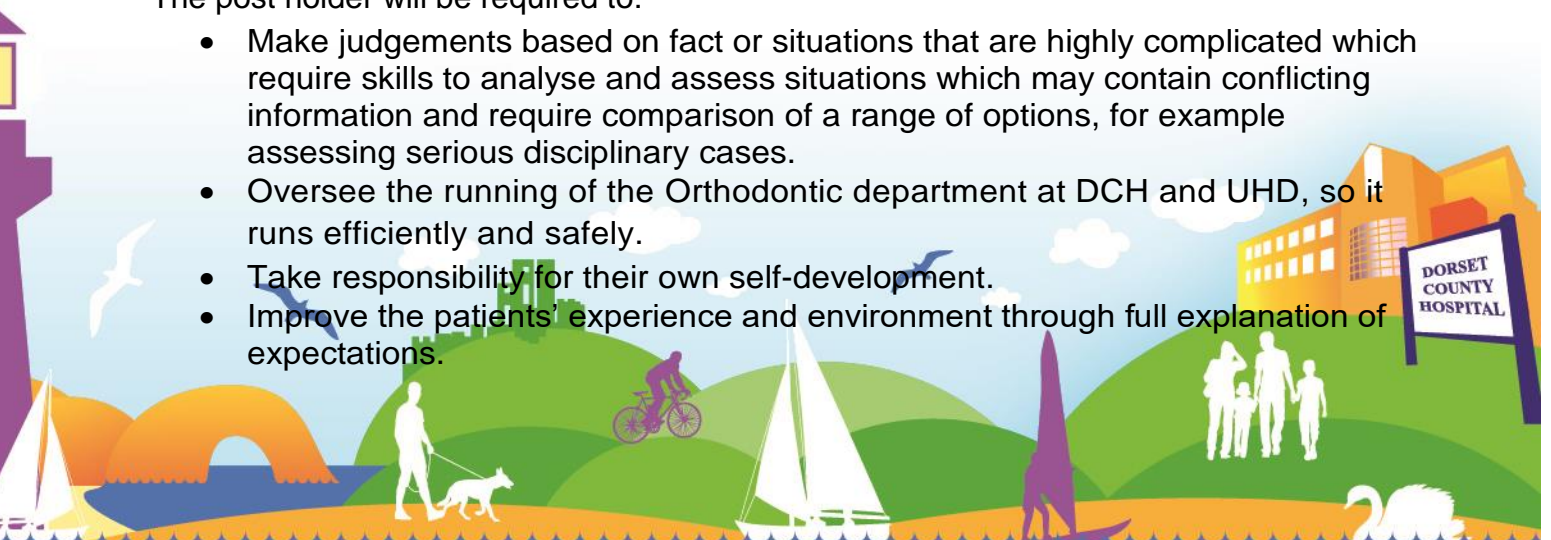 The post holder will be required to:
• Make judgements based on fact or situations that are highly complicated which
require skills to analyse and assess situations which may contain conflicting
information and require comparison of a range of options, for example
assessing serious disciplinary cases.
• Oversee the running of the Orthodontic department at DCH and UHD, so it
runs efficiently and safely.
• Take responsibility for their own self-development.
• Improve the patients' experience and environment through full explanation of
expectations.
DORSET
COUNTY
HOSPITAL